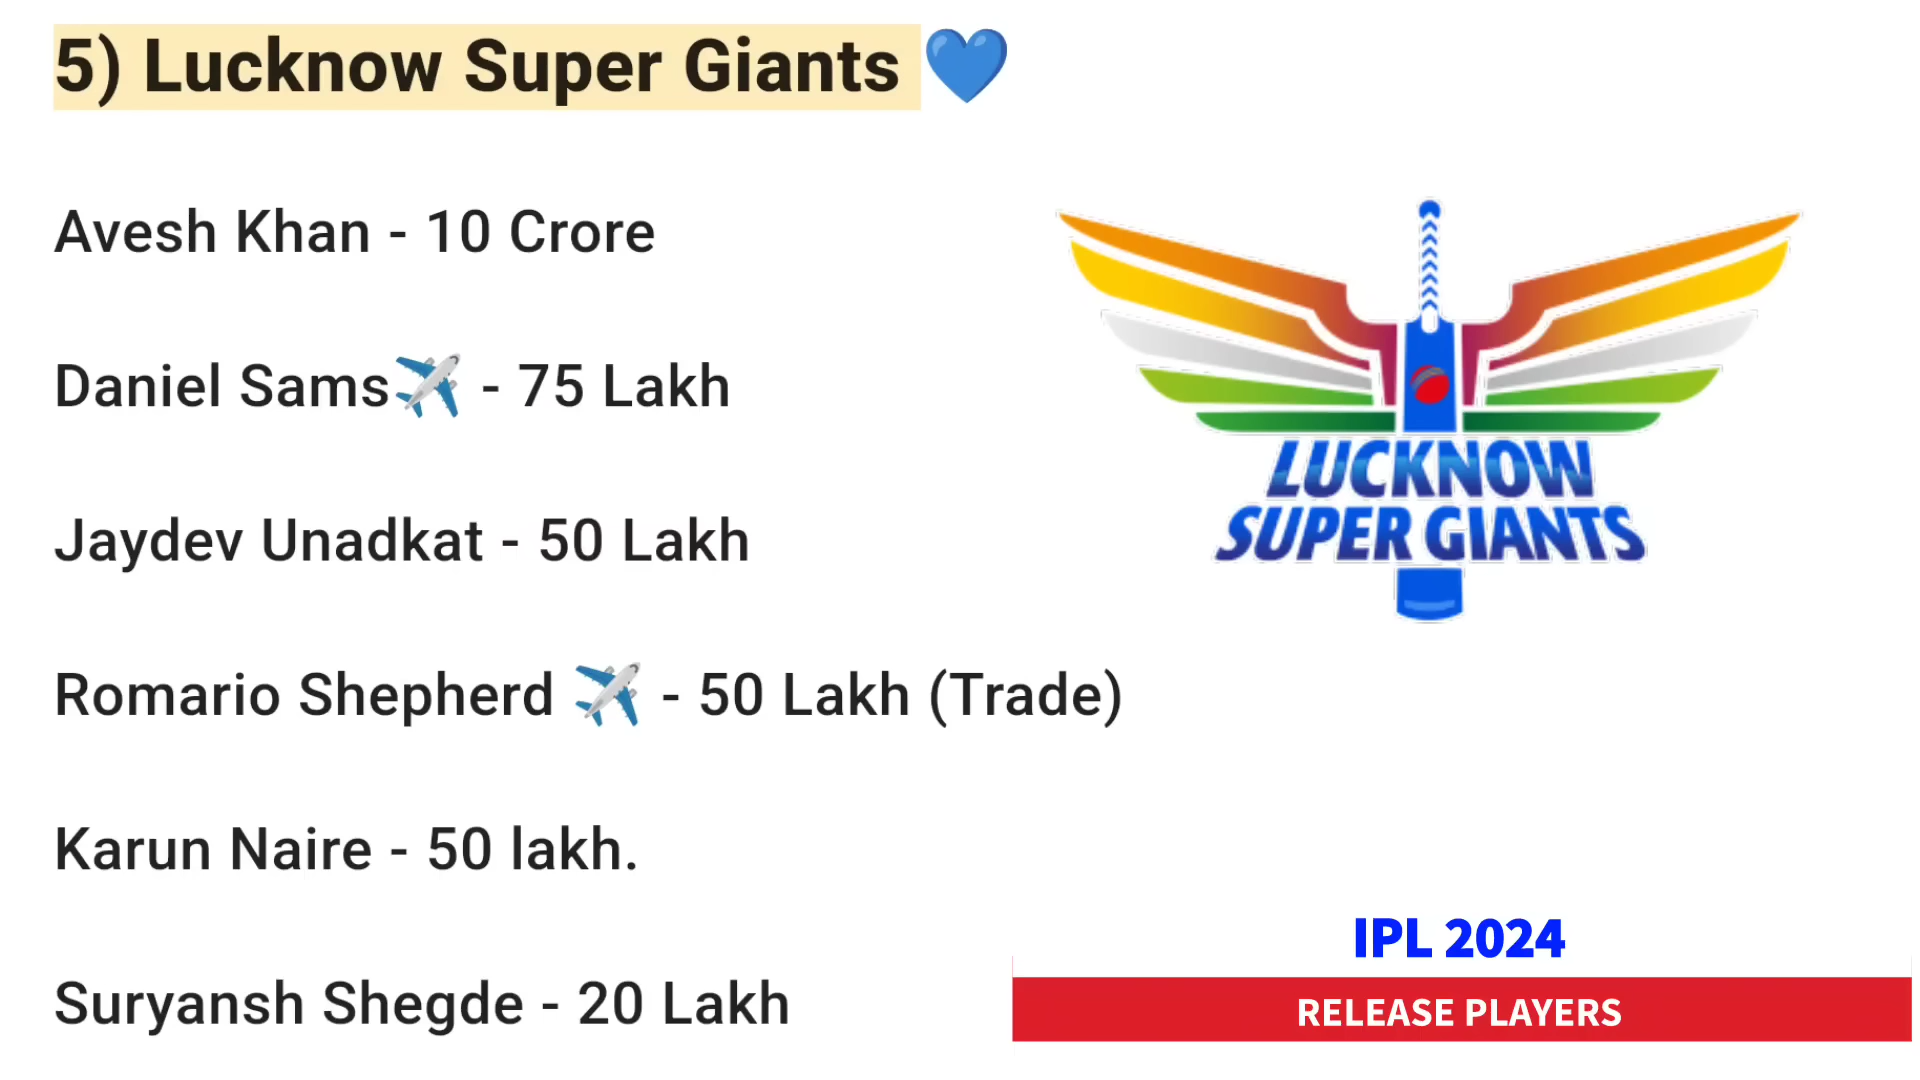 5) Lucknow Super Giants 💙
Avesh Khan - 10 Crore
Daniel Sams✈️ - 75 Lakh
Jaydev Unadkat - 50 Lakh
Romario Shepherd ✈️ - 50 Lakh (Trade)
Karun Naire - 50 lakh.
Suryansh Shegde - 20 Lakh
LUCKNOW
SUPER GIANTS
IPL 2024
RELEASE PLAYERS